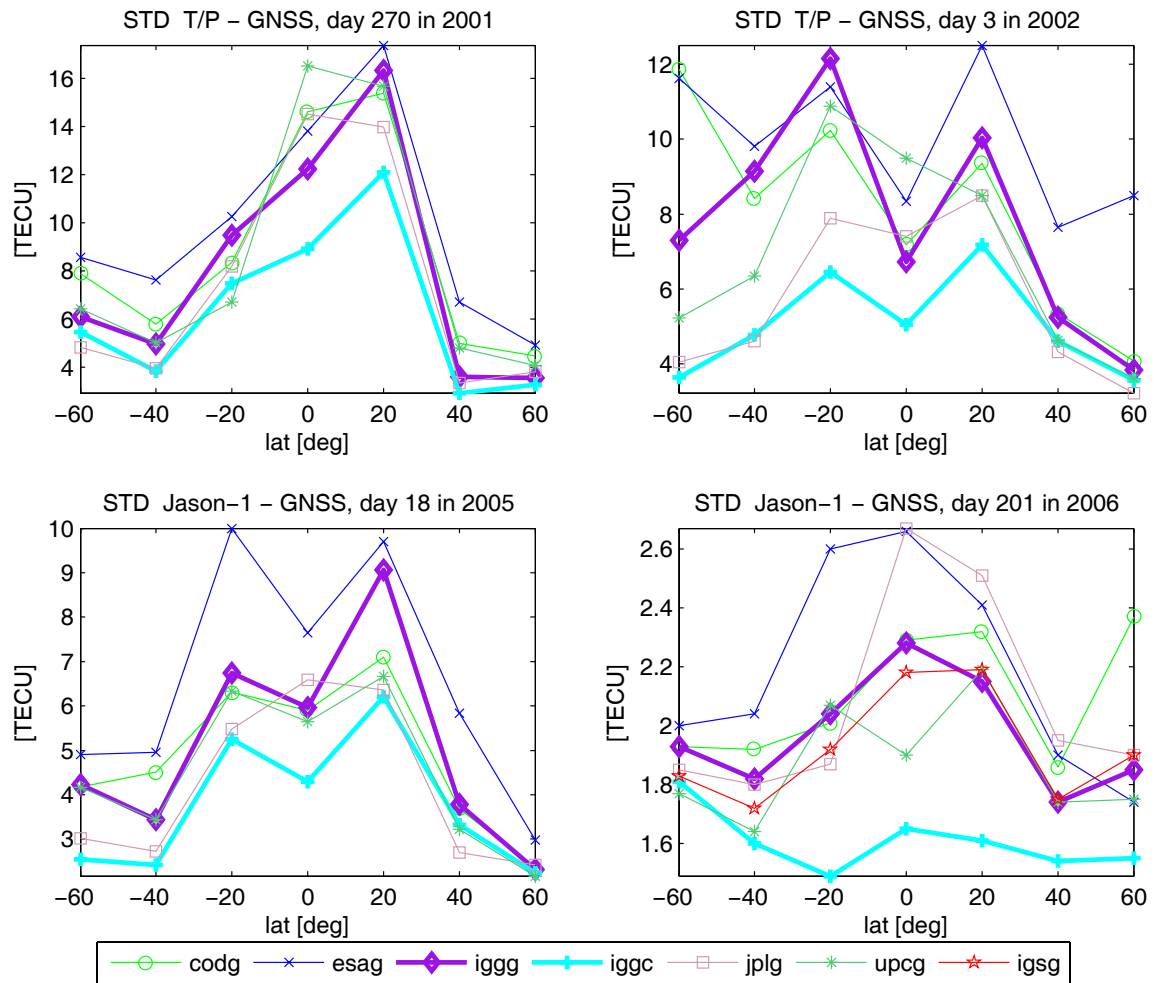 STD T/P − GNSS, day 270 in 2001
[TECU]
16
14
12
10
8
6
4
−60 −40 −20 0 20 40 60
lat [deg]
STD T/P − GNSS, day 3 in 2002
[TECU]
12
10
8
6
4
−60 −40 −20 0 20 40 60
lat [deg]
STD Jason−1 − GNSS, day 18 in 2005
[TECU]
10
9
8
7
6
5
4
3
−60 −40 −20 0 20 40 60
lat [deg]
STD Jason−1 − GNSS, day 201 in 2006
[TECU]
2.6
2.4
2.2
2
1.8
1.6
−60 −40 −20 0 20 40 60
lat [deg]
codg esag iggg iggc jplg upcg igsg